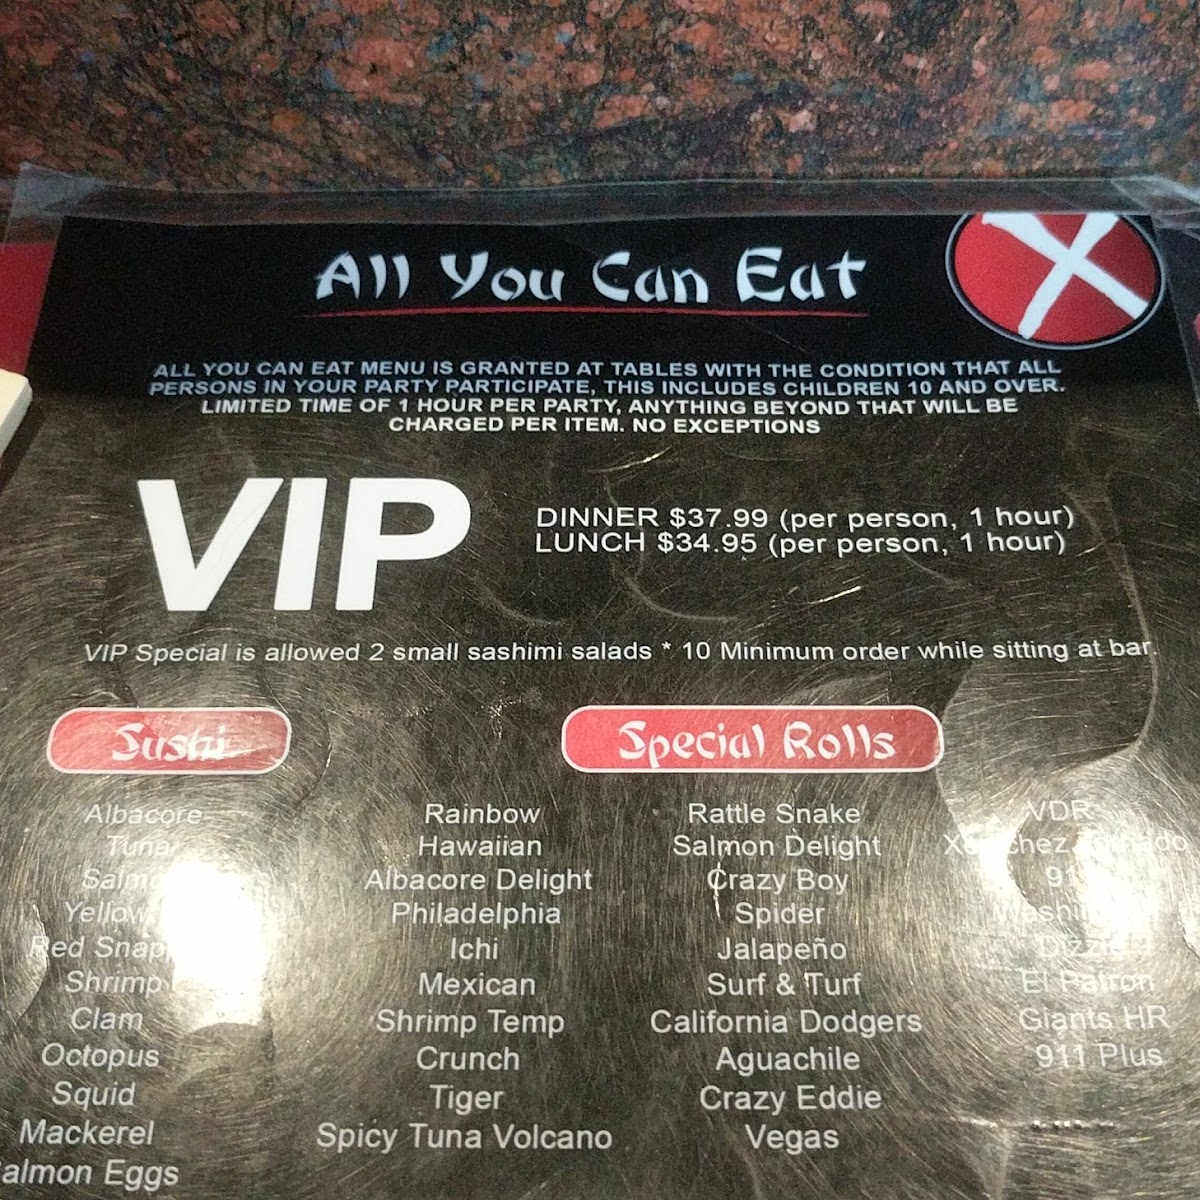 All You Can Eat
X
ALL YOU CAN EAT MENU IS GRANTED AT TABLES WITH THE CONDITION THAT ALL
PERSONS IN YOUR PARTY PARTICIPATE, THIS INCLUDES CHILDREN 10 AND OVER.
LIMITED TIME OF 1 HOUR PER PARTY, ANYTHING BEYOND THAT WILL BE
CHARGED PER ITEM. NO EXCEPTIONS
VIP
DINNER $37.99 (per person, 1 hour)
LUNCH $34.95 (per person, 1 hour)
VIP Special is allowed 2 small sashimi salads * 10 Minimum order while sitting at bar.
Sushi
Albacore
Tuna
Red
Shrimp
Clam
Octopus
Squid
Mackerel
Eggs
Special Rolls
Rainbow
Hawaiian
Albacore Delight
Philadelphia
Ichi
Mexican
Shrimp Temp
Crunch
Tiger
Spicy Tuna Volcano
Rattle Snake
Salmon Delight
Crazy Boy
Spider
Jalapeño
Surf & Turf
California Dodgers
Aguachile
Crazy Eddie
Vegas
VDR
El Patron
Giants HR
911 Plus